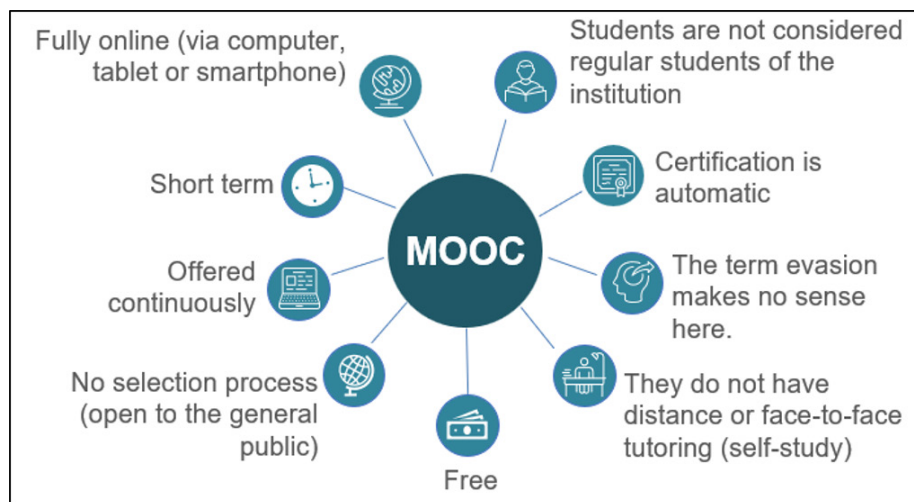 Fully online (via computer,
tablet or smartphone)
Students are not considered
regular students of the
institution
Short term
Certification is
automatic
MOOC
Offered
continuously
The term evasion
makes no sense
here.
No selection process
(open to the general
public)
They do not have
distance or face-to-face
tutoring (self-study)
Free